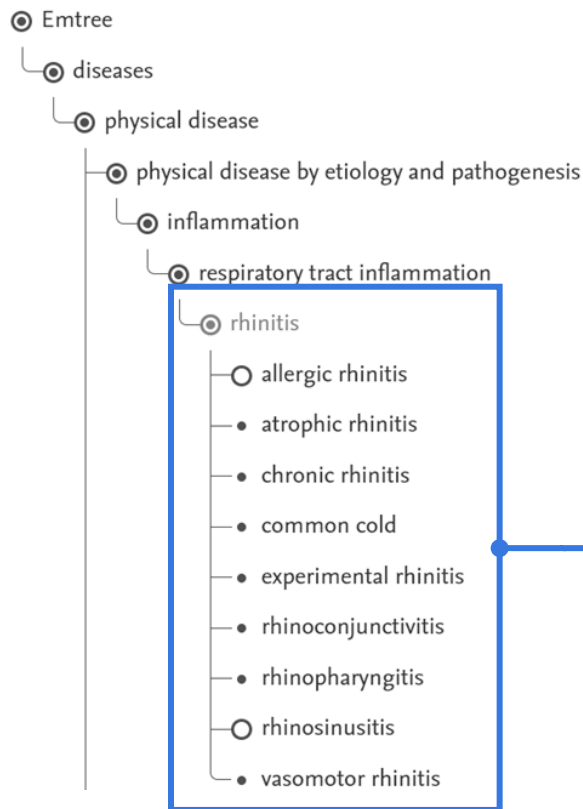 Emtree
diseases
physical disease
physical disease by etiology and pathogenesis
inflammation
respiratory tract inflammation
rhinitis
allergic rhinitis
atrophic rhinitis
chronic rhinitis
common cold
experimental rhinitis
rhinoconjunctivitis
rhinopharyngitis
rhinosinusitis
vasomotor rhinitis